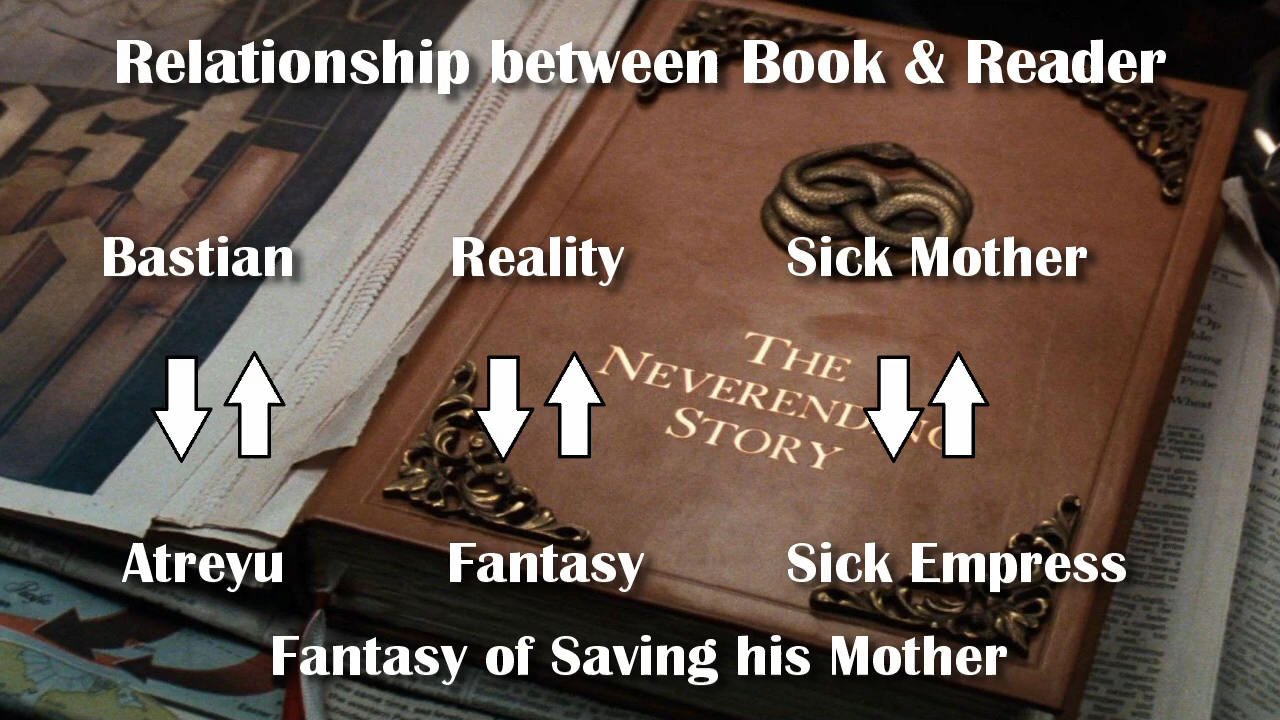 Relationship between Book & Reader
Bastian Reality Sick Mother
THE
NEVERENDING
STORY
Atreyu Fantasy Sick Empress
Fantasy of Saving his Mother